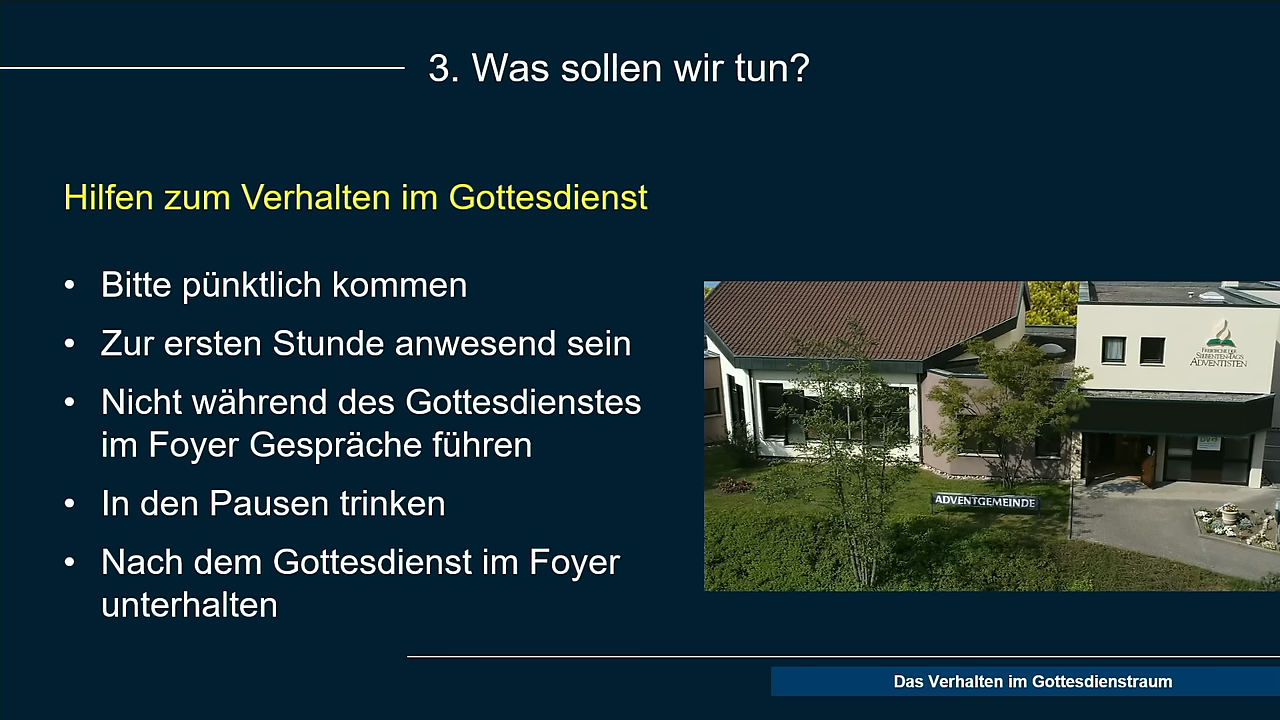 3. Was sollen wir tun?
Hilfen zum Verhalten im Gottesdienst
• Bitte pünktlich kommen
• Zur ersten Stunde anwesend sein
• Nicht während des Gottesdienstes
im Foyer Gespräche führen
• In den Pausen trinken
• Nach dem Gottesdienst im Foyer
unterhalten
FREIKIRCHE DER
SIEBENTEN-TAGS
ADVENTISTEN
ADVENTGEMEINDE
Das Verhalten im Gottesdienstraum